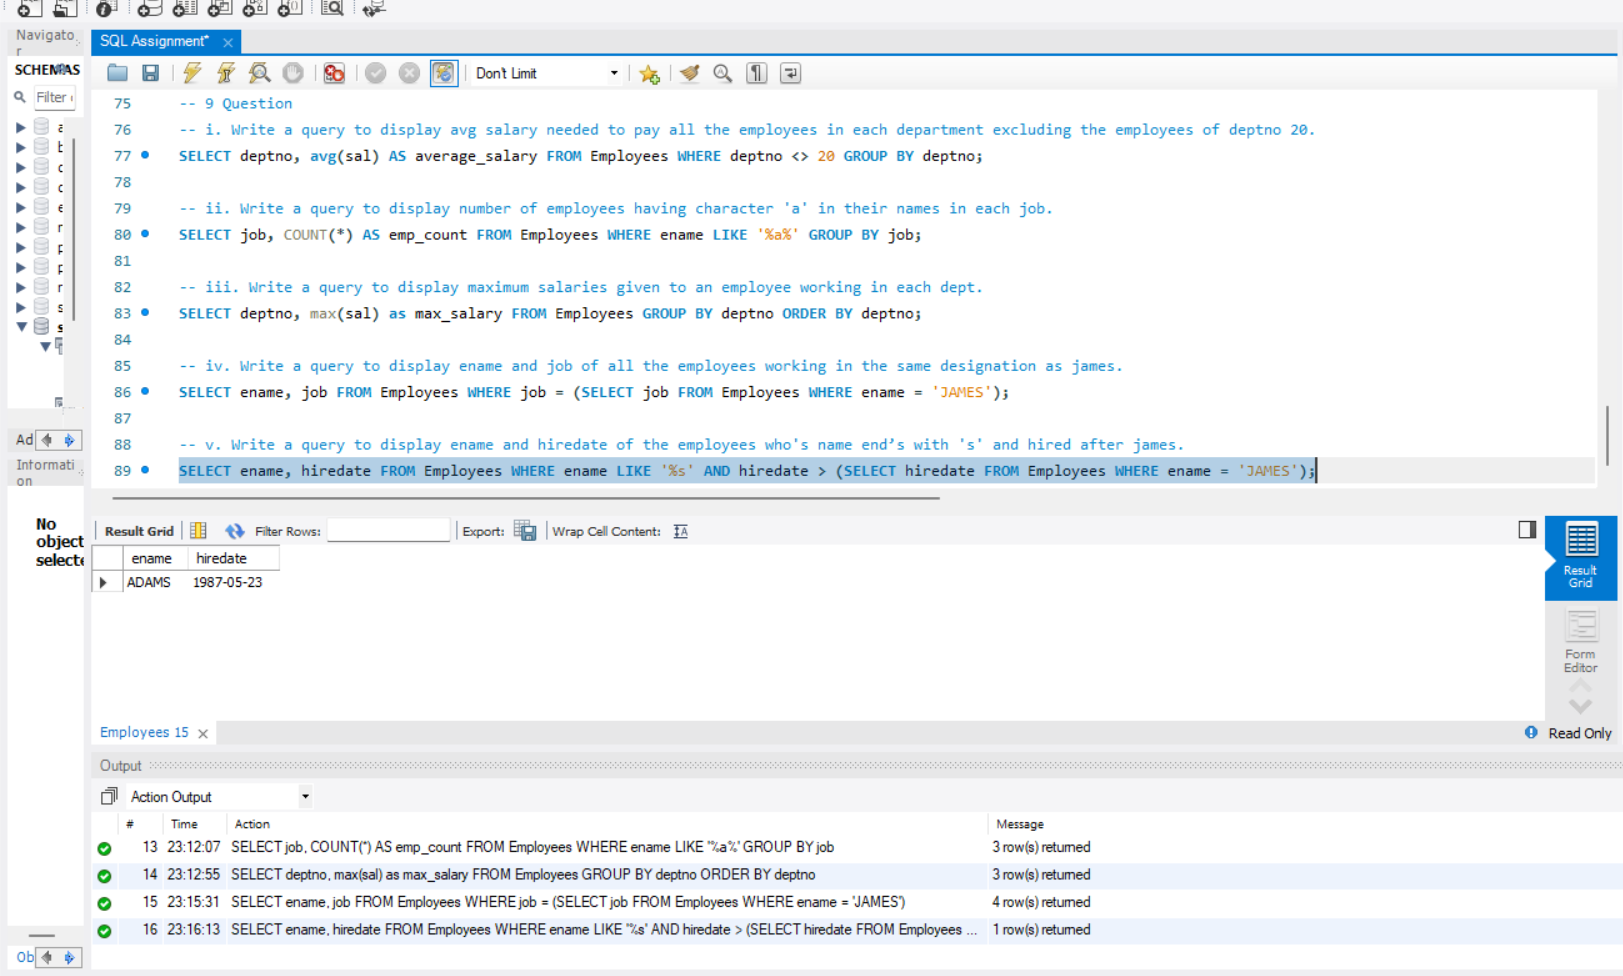 Navigato
r
SQL Assignment*
SCHEMAS
Filter
Don't Limit
75 -- 9 Question
76 -- i. Write a query to display avg salary needed to pay all the employees in each department excluding the employees of deptno 20.
77 SELECT deptno, avg(sal) AS average_salary FROM Employees WHERE deptno <> 20 GROUP BY deptno;
78
79 -- ii. Write a query to display number of employees having character 'a' in their names in each job.
80 SELECT job, COUNT(*) AS emp_count FROM Employees WHERE ename LIKE '%a%' GROUP BY job;
81
82 -- iii. Write a query to display maximum salaries given to an employee working in each dept.
83 SELECT deptno, max(sal) as max_salary FROM Employees GROUP BY deptno ORDER BY deptno;
84
85 -- iv. Write a query to display ename and job of all the employees working in the same designation as james.
86 SELECT ename, job FROM Employees WHERE job = (SELECT job FROM Employees WHERE ename = 'JAMES');
87
88 -- v. Write a query to display ename and hiredate of the employees who's name end’s with 's' and hired after james.
89 SELECT ename, hiredate FROM Employees WHERE ename LIKE '%s' AND hiredate > (SELECT hiredate FROM Employees WHERE ename = 'JAMES');
Ad
Informati
on
No
object
selecte
Result Grid Filter Rows: Export: Wrap Cell Content:
ename hiredate
ADAMS 1987-05-23
Result
Grid
Form
Editor
Employees 15
Read Only
Output
Action Output
# Time Action Message
13 23:12:07 SELECT job, COUNT(*) AS emp_count FROM Employees WHERE ename LIKE '%a%' GROUP BY job 3 row(s) returned
14 23:12:55 SELECT deptno, max(sal) as max_salary FROM Employees GROUP BY deptno ORDER BY deptno 3 row(s) returned
15 23:15:31 SELECT ename, job FROM Employees WHERE job = (SELECT job FROM Employees WHERE ename = 'JAMES') 4 row(s) returned
16 23:16:13 SELECT ename, hiredate FROM Employees WHERE ename LIKE '%s' AND hiredate > (SELECT hiredate FROM Employees ... 1 row(s) returned
Ob